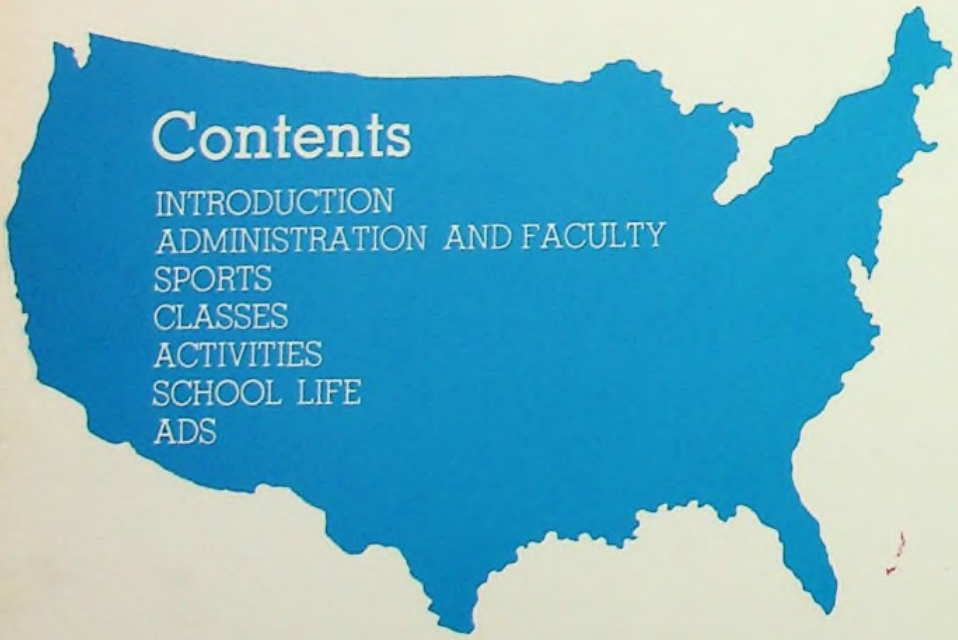 Contents
INTRODUCTION
ADMINISTRATION AND FACULTY
SPORTS
CLASSES
ACTIVITIES
SCHOOL LIFE
ADS